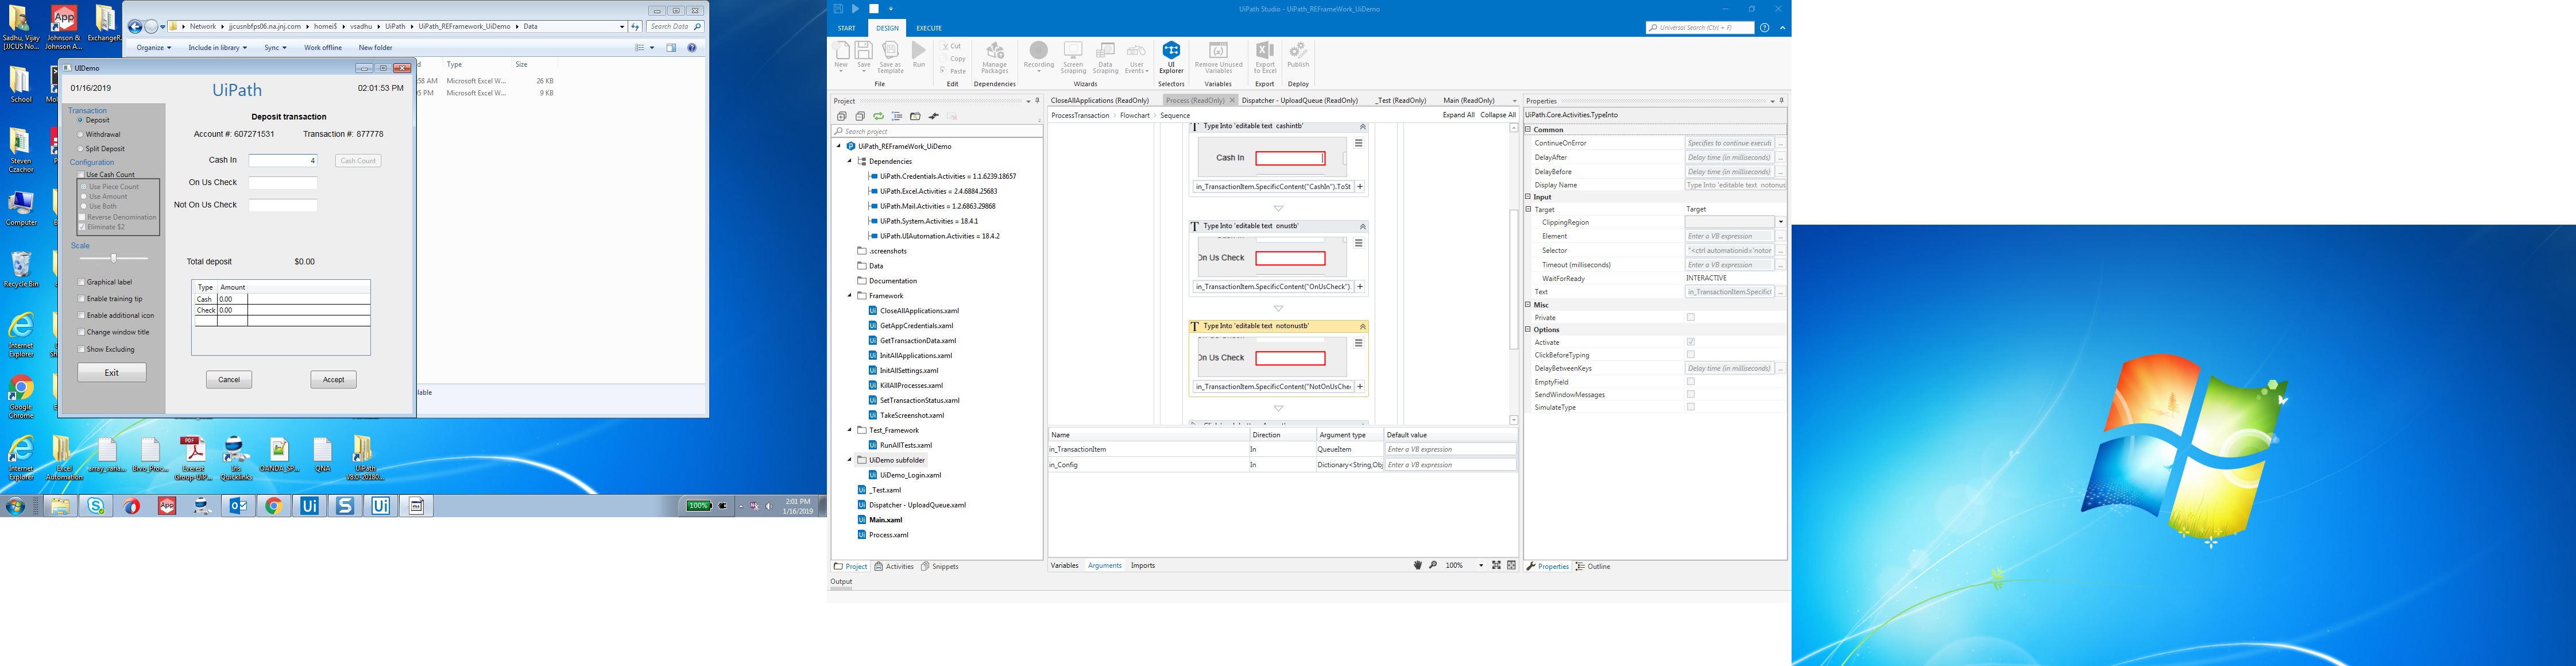 Sadhu, Vijay
[JJCUS No...
Johnson &
Johnson A...
ExchangeR...
School
Steven
Czachor
Computer
Recycle Bin
Internet
Explorer
Google
Chrome
Internet
Explorer
Excel
Automation
array_varia...
Everest
Group-UiP...
Iris
Quicklinks
OANDA_SP...
QNA
UiPath
Network
jjcusnbfps06.na.jnj.com
home$
vsadhu
UiPath
UiPath_REFramework_UiDemo
Data
Search Data
Organize
Include in library
Sync
Work offline
New folder
Type
Size
58 AM
Microsoft Excel W...
26 KB
05 PM
Microsoft Excel W...
9 KB
lable
UIDemo
01/16/2019
UiPath
02:01:53 PM
Transaction
Deposit
Withdrawal
Split Deposit
Configuration
Use Cash Count
Use Piece Count
Use Amount
Use Both
Reverse Denomination
Eliminate $2
Scale
Graphical label
Enable training tip
Enable additional icon
Change window title
Show Excluding
Exit
Deposit transaction
Account #: 607271531
Transaction #: 877778
Cash In
4
Cash Count
On Us Check
Not On Us Check
Total deposit
$0.00
Type Amount
Cash 0.00
Check 0.00
Cancel
Accept
100%
2:01 PM
1/16/2019
UiPath Studio - UiPath_REFrameWork_UiDemo
START
DESIGN
EXECUTE
Universal Search (Ctrl + F)
New
Save
Save as
Template
Run
File
Cut
Copy
Paste
Edit
Manage
Packages
Dependencies
Recording
Screen
Scraping
Data
Scraping
User
Events
Wizards
UI
Explorer
Selectors
Remove Unused
Variables
Variables
Export
to Excel
Export
Publish
Deploy
Project
Search project
UiPath_REFrameWork_UiDemo
Dependencies
UiPath.Credentials.Activities = 1.1.6239.18657
UiPath.Excel.Activities = 2.4.6884.25683
UiPath.Mail.Activities = 1.2.6863.29868
UiPath.System.Activities = 18.4.1
UiPath.UIAutomation.Activities = 18.4.2
.screenshots
Data
Documentation
Framework
CloseAllApplications.xaml
GetAppCredentials.xaml
GetTransactionData.xaml
InitAllApplications.xaml
InitAllSettings.xaml
KillAllProcesses.xaml
SetTransactionStatus.xaml
TakeScreenshot.xaml
Test_Framework
RunAllTests.xaml
UiDemo subfolder
UiDemo_Login.xaml
_Test.xaml
Dispatcher - UploadQueue.xaml
Main.xaml
Process.xaml
Project
Activities
Snippets
Output
CloseAllApplications (ReadOnly)
Process (ReadOnly)
Dispatcher - UploadQueue (ReadOnly)
_Test (ReadOnly)
Main (ReadOnly)
ProcessTransaction
Flowchart
Sequence
Expand All
Collapse All
Type Into 'editable text cashintb'
Cash In
in_TransactionItem.SpecificContent("CashIn").ToSt
Type Into 'editable text onustb'
On Us Check
in_TransactionItem.SpecificContent("OnUsCheck").
Type Into 'editable text notonustb'
On Us Check
in_TransactionItem.SpecificContent("NotOnUsChec
Name
Direction
Argument type
Default value
in_TransactionItem
In
QueueItem
Enter a VB expression
in_Config
In
Dictionary<String,Obj
Enter a VB expression
Variables
Arguments
Imports
100%
Properties
UiPath.Core.Activities.TypeInto
Common
ContinueOnError
Specifies to continue executi
DelayAfter
Delay time (in milliseconds)
DelayBefore
Delay time (in milliseconds)
Display Name
Type Into 'editable text notonus
Input
Target
Target
ClippingRegion
Element
Enter a VB expression
Selector
"<ctrl automationid='notor
Timeout (milliseconds)
Enter a VB expression
WaitForReady
INTERACTIVE
Text
in_TransactionItem.Specifici
Misc
Private
Options
Activate
ClickBeforeTyping
DelayBetweenKeys
Delay time (in milliseconds)
EmptyField
SendWindowMessages
SimulateType
Properties
Outline